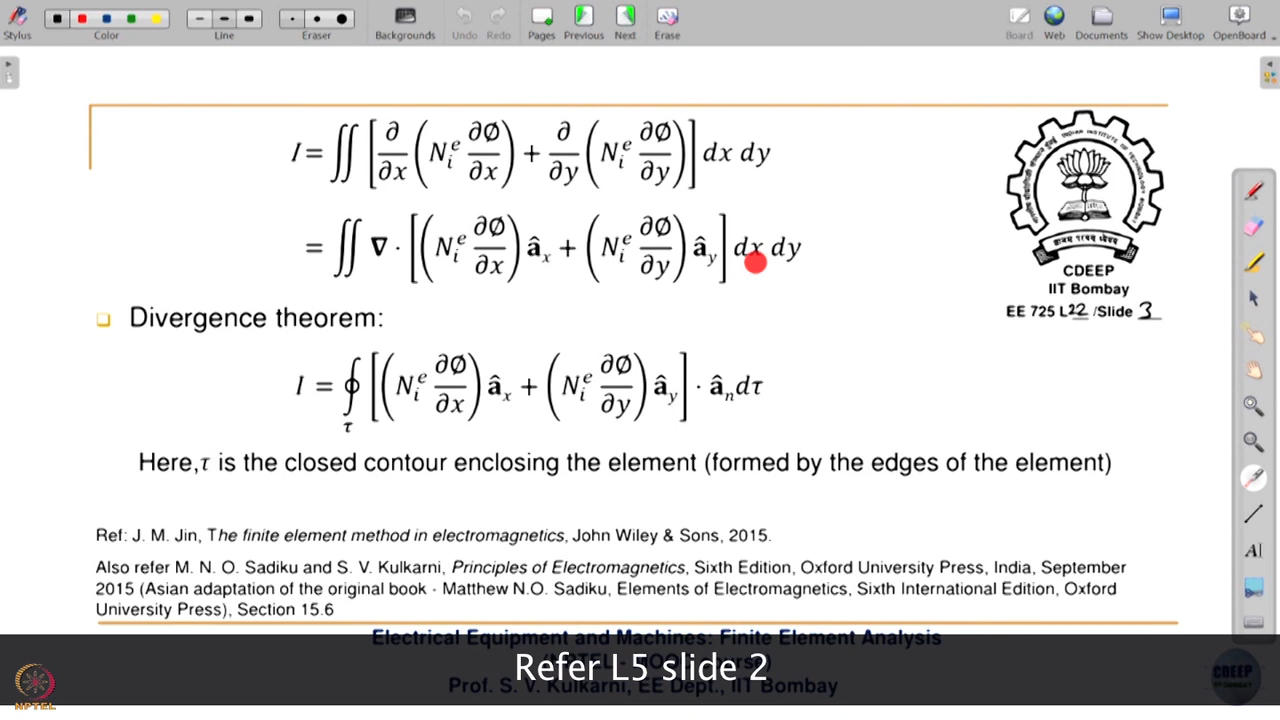 Stylus
Color
Line
Eraser
Backgrounds
Undo
Redo
Pages
Previous
Next
Erase
Board
Web
Documents
Show Desktop
OpenBoard
I = ∬ [∂/∂x (N_i^e ∂Ø/∂x) + ∂/∂y (N_i^e ∂Ø/∂y)] dx dy
= ∬ ∇ · [(N_i^e ∂Ø/∂x) â_x + (N_i^e ∂Ø/∂y) â_y] dx dy
CDEEP
IIT Bombay
EE 725 L22 /Slide 3
Divergence theorem:
I = ∮_τ [(N_i^e ∂Ø/∂x) â_x + (N_i^e ∂Ø/∂y) â_y] · â_n dτ
Here,τ is the closed contour enclosing the element (formed by the edges of the element)
Ref: J. M. Jin, The finite element method in electromagnetics, John Wiley & Sons, 2015.
Also refer M. N. O. Sadiku and S. V. Kulkarni, Principles of Electromagnetics, Sixth Edition, Oxford University Press, India, September
2015 (Asian adaptation of the original book - Matthew N.O. Sadiku, Elements of Electromagnetics, Sixth International Edition, Oxford
University Press), Section 15.6
Electrical Equipment and Machines: Finite Element Analysis
Refer L5 slide 2
Prof. S. V. Kulkarni, EE Dept., IIT Bombay
NPTEL
CDEEP
AI